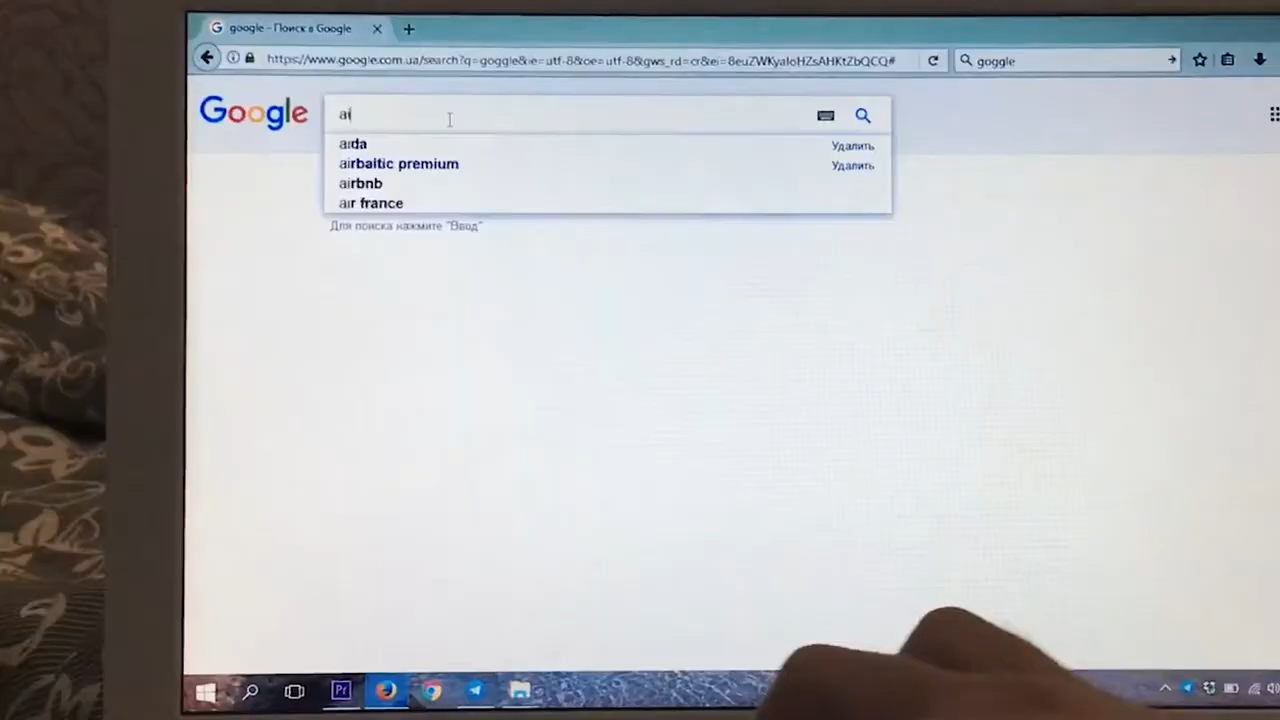 google - Поиск в Google
https://www.google.com.ua/search?q=goggle&ie=utf-8&oe=utf-8&gws_rd=cr&ei=8euZWKyaIoHZsAHKtZbQCQ#
goggle
Google
ai
aida
Удалить
airbaltic premium
Удалить
airbnb
air france
Для поиска нажмите "Ввод"
Pr